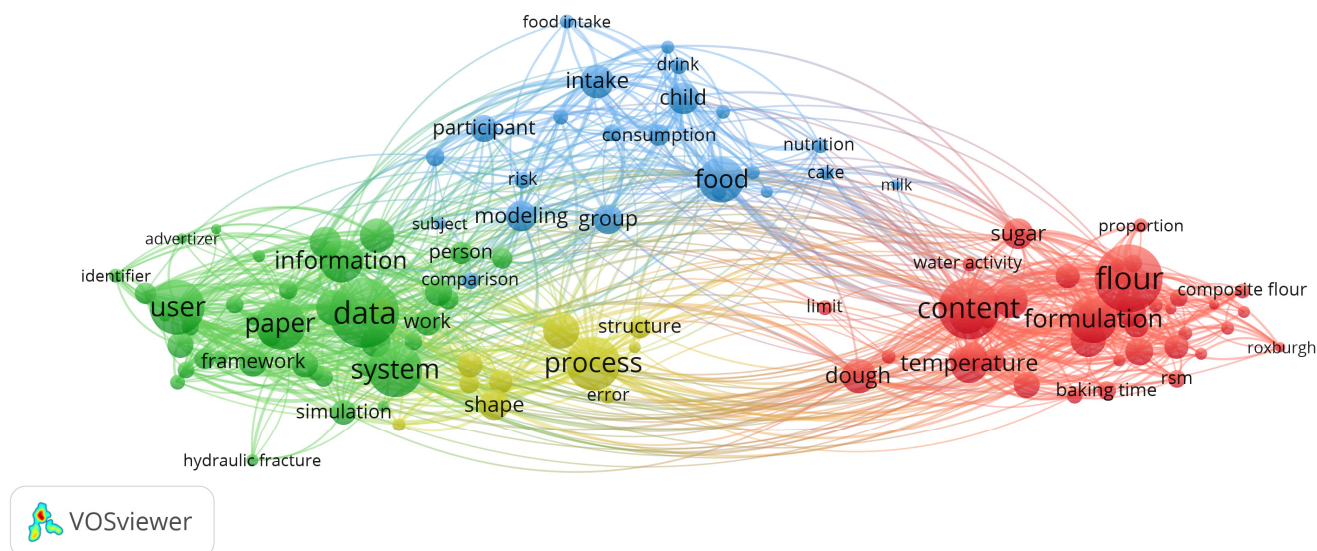 food intake
drink
intake
child
participant
consumption
nutrition
risk
food
cake
milk
subject
modeling
group
sugar
proportion
advertizer
information
person
water activity
identifier
comparison
flour
composite flour
user
data
content
limit
paper
work
structure
formulation
framework
system
process
temperature
roxburgh
dough
rsm
error
baking time
simulation
shape
hydraulic fracture
VOSviewer